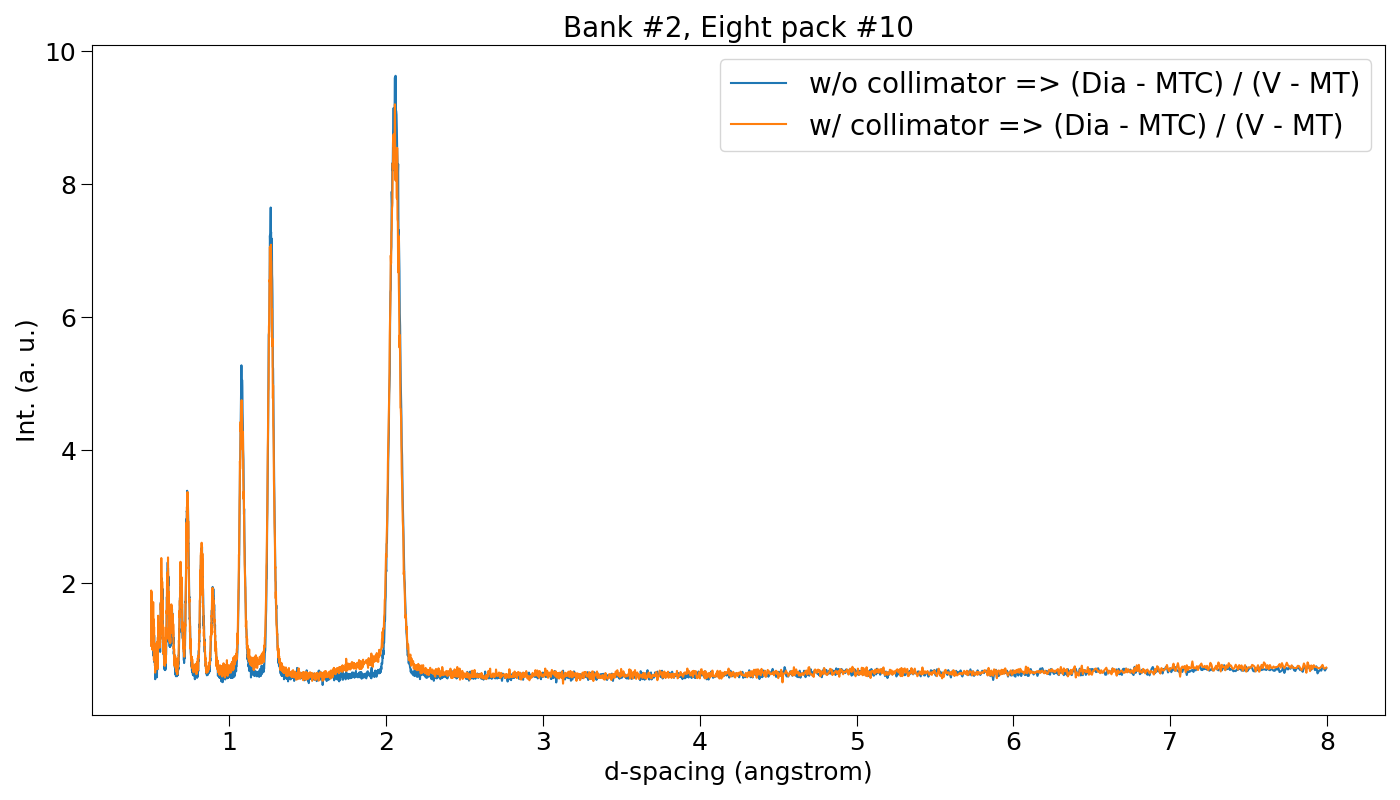 Bank #2, Eight pack #10
w/o collimator => (Dia - MTC) / (V - MT)
w/ collimator => (Dia - MTC) / (V - MT)
Int. (a. u.)
10
8
6
4
2
1 2 3 4 5 6 7 8
d-spacing (angstrom)